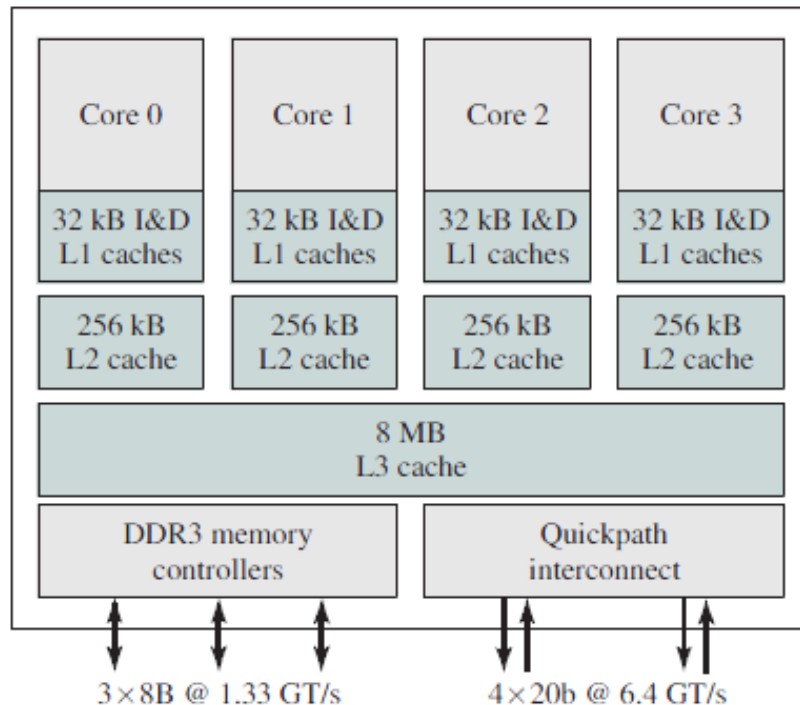 Core 0
Core 1
Core 2
Core 3
32 kB I&D
L1 caches
32 kB I&D
L1 caches
32 kB I&D
L1 caches
32 kB I&D
L1 caches
256 kB
L2 cache
256 kB
L2 cache
256 kB
L2 cache
256 kB
L2 cache
8 MB
L3 cache
DDR3 memory
controllers
Quickpath
interconnect
3×8B @ 1.33 GT/s
4×20b @ 6.4 GT/s